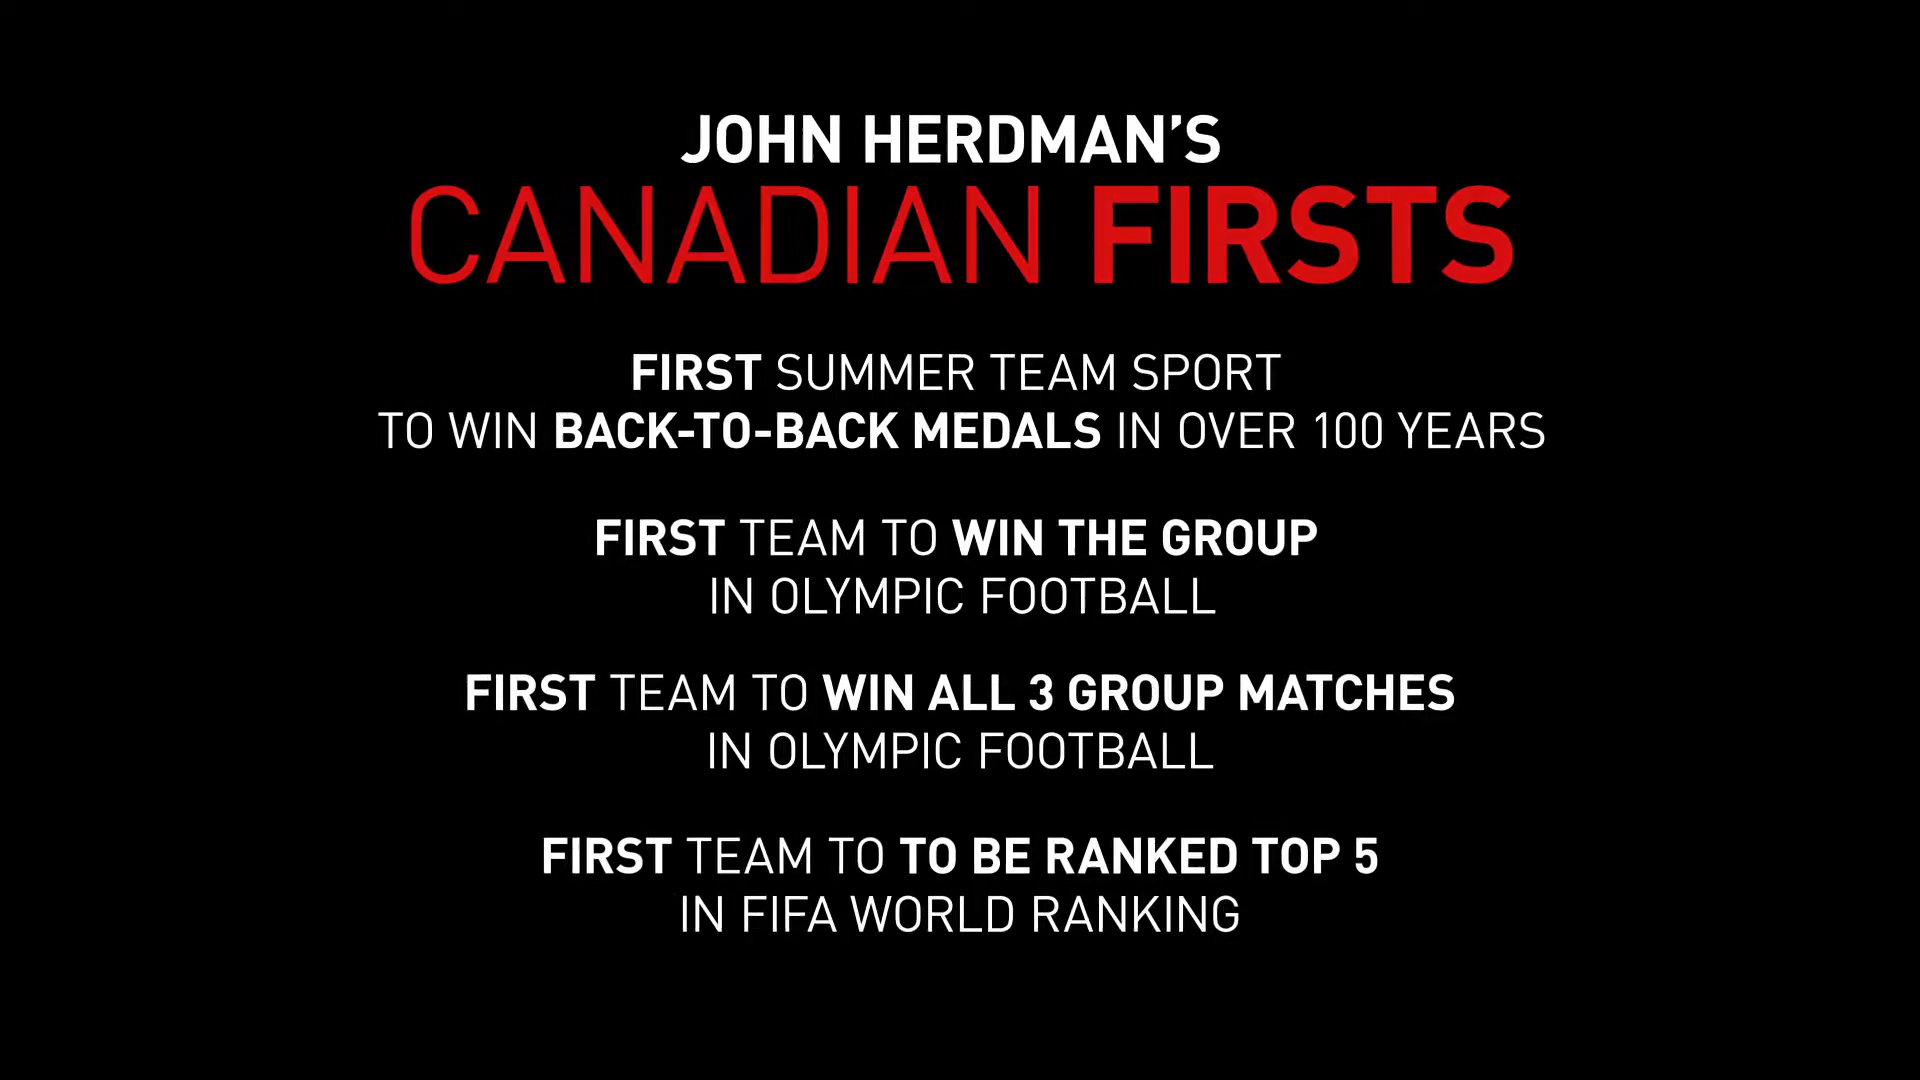 JOHN HERDMAN'S
CANADIAN FIRSTS
FIRST SUMMER TEAM SPORT
TO WIN BACK-TO-BACK MEDALS IN OVER 100 YEARS
FIRST TEAM TO WIN THE GROUP
IN OLYMPIC FOOTBALL
FIRST TEAM TO WIN ALL 3 GROUP MATCHES
IN OLYMPIC FOOTBALL
FIRST TEAM TO TO BE RANKED TOP 5
IN FIFA WORLD RANKING